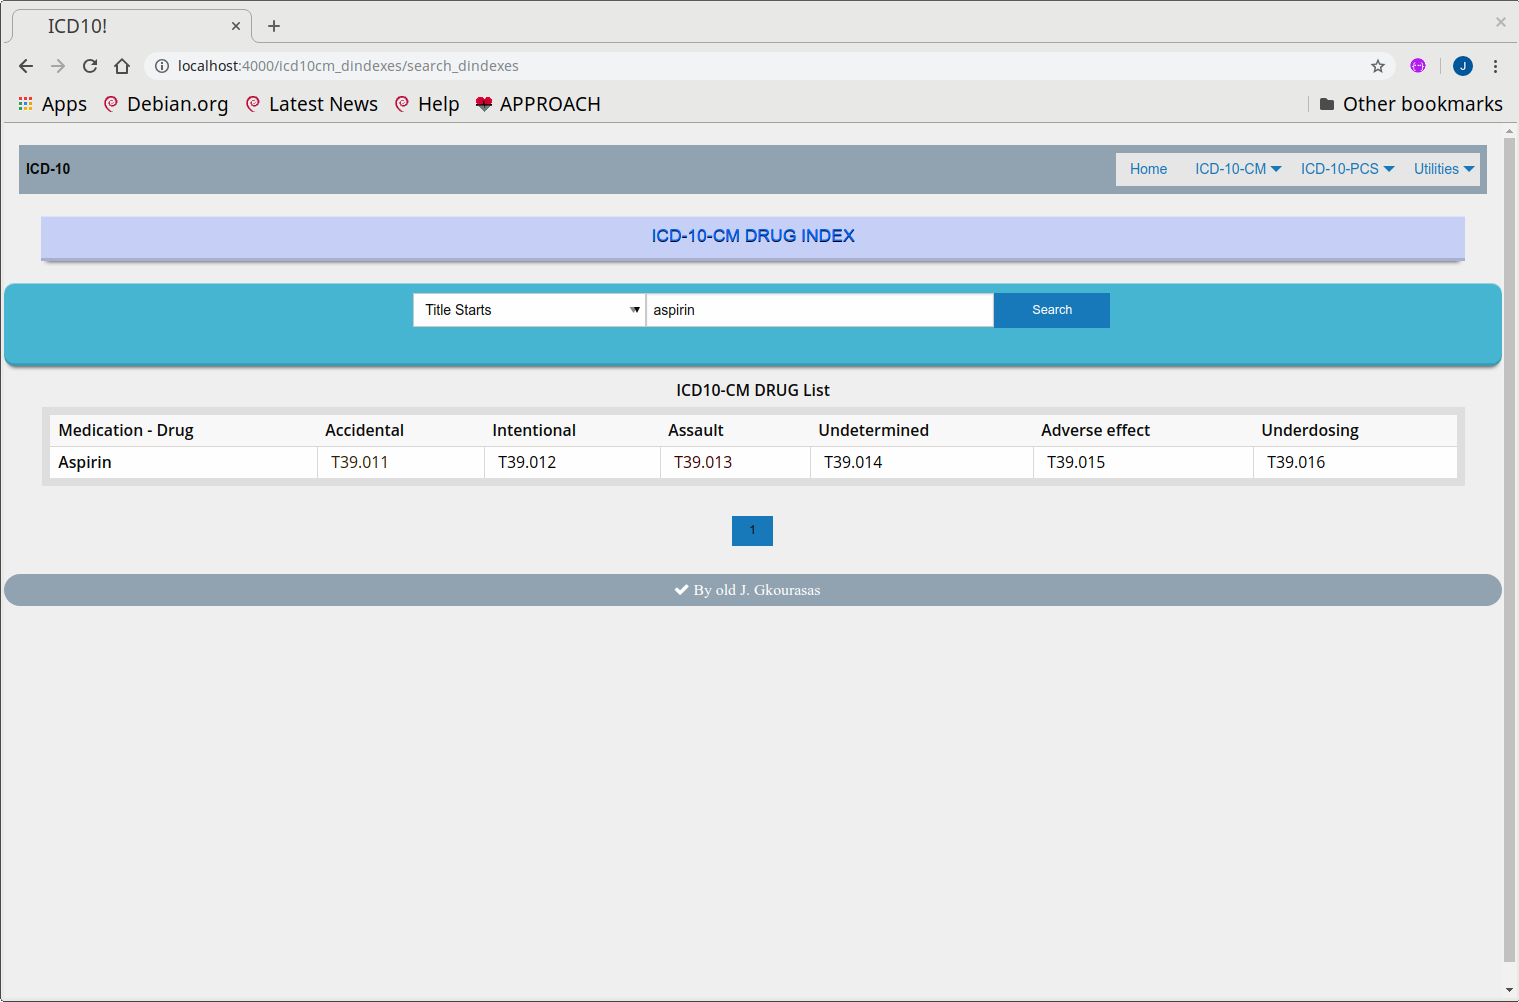 ICD10!
localhost:4000/icd10cm_dindexes/search_dindexes
J
Apps Debian.org Latest News Help APPROACH Other bookmarks
ICD-10 Home ICD-10-CM ICD-10-PCS Utilities
ICD-10-CM DRUG INDEX
Title Starts aspirin Search
ICD10-CM DRUG List
Medication - Drug Accidental Intentional Assault Undetermined Adverse effect Underdosing
Aspirin T39.011 T39.012 T39.013 T39.014 T39.015 T39.016
1
By old J. Gkourasas